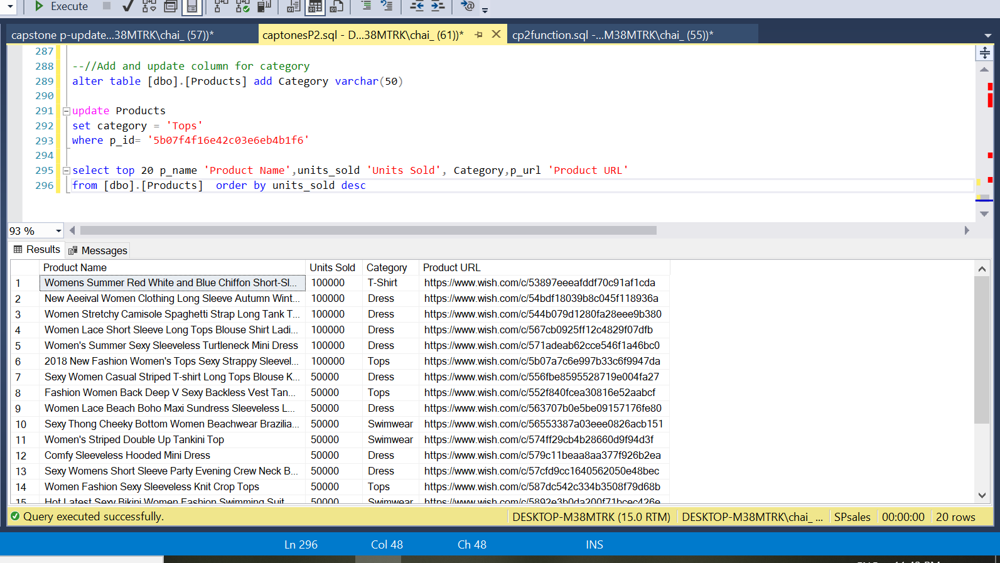 Execute
capstone p-update...38MTRK\chai_ (57))*
captonesP2.sql - D...38MTRK\chai_ (61))*
cp2function.sql -...M38MTRK\chai_ (55))*
287
288 --//Add and update column for category
289 alter table [dbo].[Products] add Category varchar(50)
290
291 update Products
292 set category = 'Tops'
293 where p_id= '5b07f4f16e42c03e6eb4b1f6'
294
295 select top 20 p_name 'Product Name',units_sold 'Units Sold', Category,p_url 'Product URL'
296 from [dbo].[Products]  order by units_sold desc
93 %
Results Messages
Product Name Units Sold Category Product URL
1 Womens Summer Red White and Blue Chiffon Short-Sl... 100000 T-Shirt https://www.wish.com/c/53897eeeafddf70c91af1cda
2 New Aeeival Women Clothing Long Sleeve Autumn Wint... 100000 Dress https://www.wish.com/c/54bdf18039b8c045f118936a
3 Women Stretchy Camisole Spaghetti Strap Long Tank T... 100000 Dress https://www.wish.com/c/544b079d1280fa28eee9b380
4 Women Lace Short Sleeve Long Tops Blouse Shirt Ladi... 100000 Dress https://www.wish.com/c/567cb0925ff12c4829f07dfb
5 Women's Summer Sexy Sleeveless Turtleneck Mini Dress 100000 Dress https://www.wish.com/c/571adeab62cce546f1a46bc0
6 2018 New Fashion Women's Tops Sexy Strappy Sleevel... 100000 Tops https://www.wish.com/c/5b07a7c6e997b33c6f9947da
7 Sexy Women Casual Striped T-shirt Long Tops Blouse K... 50000 Dress https://www.wish.com/c/556fbe8595528719e004fa27
8 Fashion Women Back Deep V Sexy Backless Vest Tan... 50000 Tops https://www.wish.com/c/552f840fcea30816e52aabcf
9 Women Lace Beach Boho Maxi Sundress Sleeveless L... 50000 Dress https://www.wish.com/c/563707b0e5be09157176fe80
10 Sexy Thong Cheeky Bottom Women Beachwear Brazilia... 50000 Swimwear https://www.wish.com/c/56553387a03eee0826acb151
11 Women's Striped Double Up Tankini Top 50000 Swimwear https://www.wish.com/c/574ff29cb4b28660d9f94d3f
12 Comfy Sleeveless Hooded Mini Dress 50000 Dress https://www.wish.com/c/579c11beaa8aa377f926b2ea
13 Sexy Womens Short Sleeve Party Evening Crew Neck B... 50000 Dress https://www.wish.com/c/57cfd9cc1640562050e48bec
14 Women Fashion Sexy Sleeveless Knit Crop Tops 50000 Tops https://www.wish.com/c/587dc542c334b3508f79d68b
15 Hot Latest Sexy Bikini Women Fashion Swimming Suit 50000 Swimwear https://www.wish.com/c/5892e3b0da200f71bcec426e
Query executed successfully. DESKTOP-M38MTRK (15.0 RTM) DESKTOP-M38MTRK\chai_ ... SPsales 00:00:00 20 rows
Ln 296 Col 48 Ch 48 INS